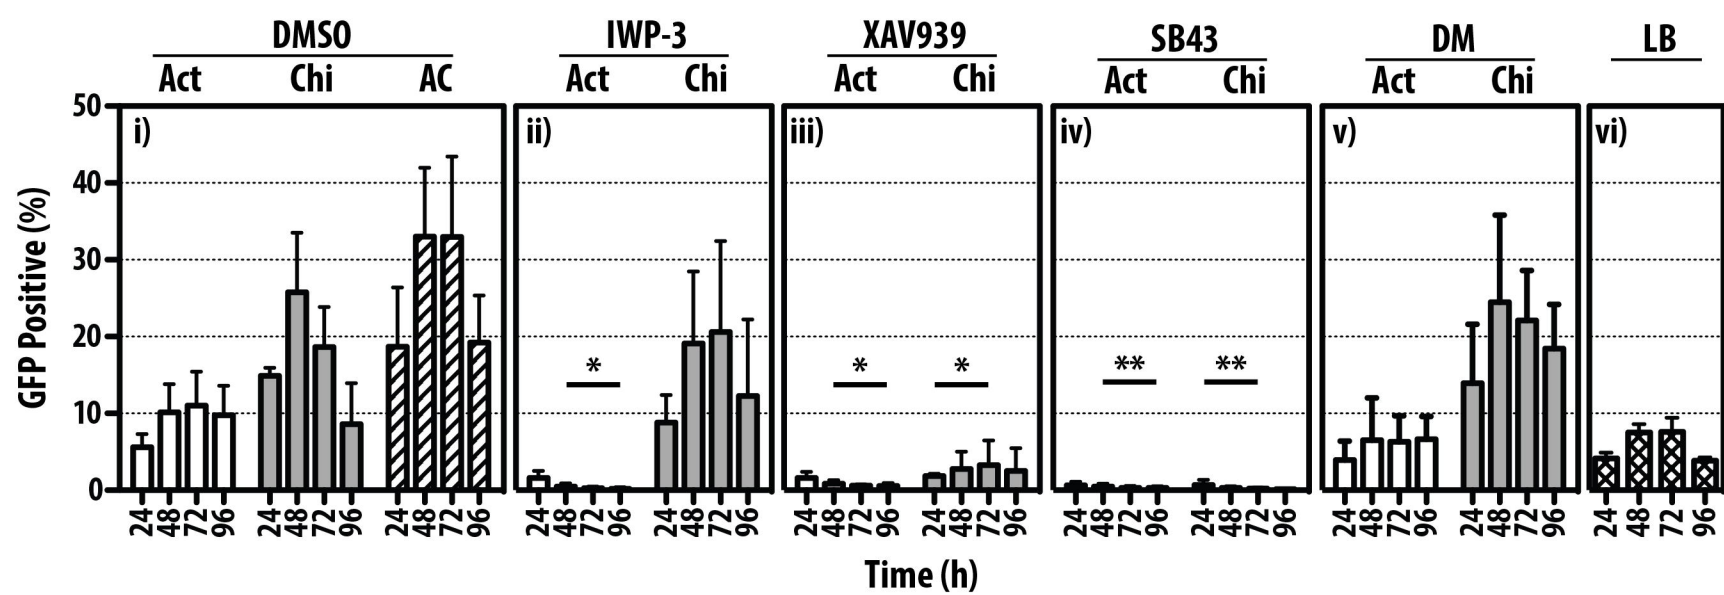 DMSO IWP-3 XAV939 SB43 DM LB
Act Chi AC Act Chi Act Chi Act Chi Act Chi
50 i) ii) iii) iv) v) vi)
40
30
20
* * * ** **
10
0
24 48 72 96 24 48 72 96 24 48 72 96 24 48 72 96 24 48 72 96 24 48 72 96 24 48 72 96 24 48 72 96 24 48 72 96 24 48 72 96 24 48 72 96 24 48 72 96
GFP Positive (%)
Time (h)